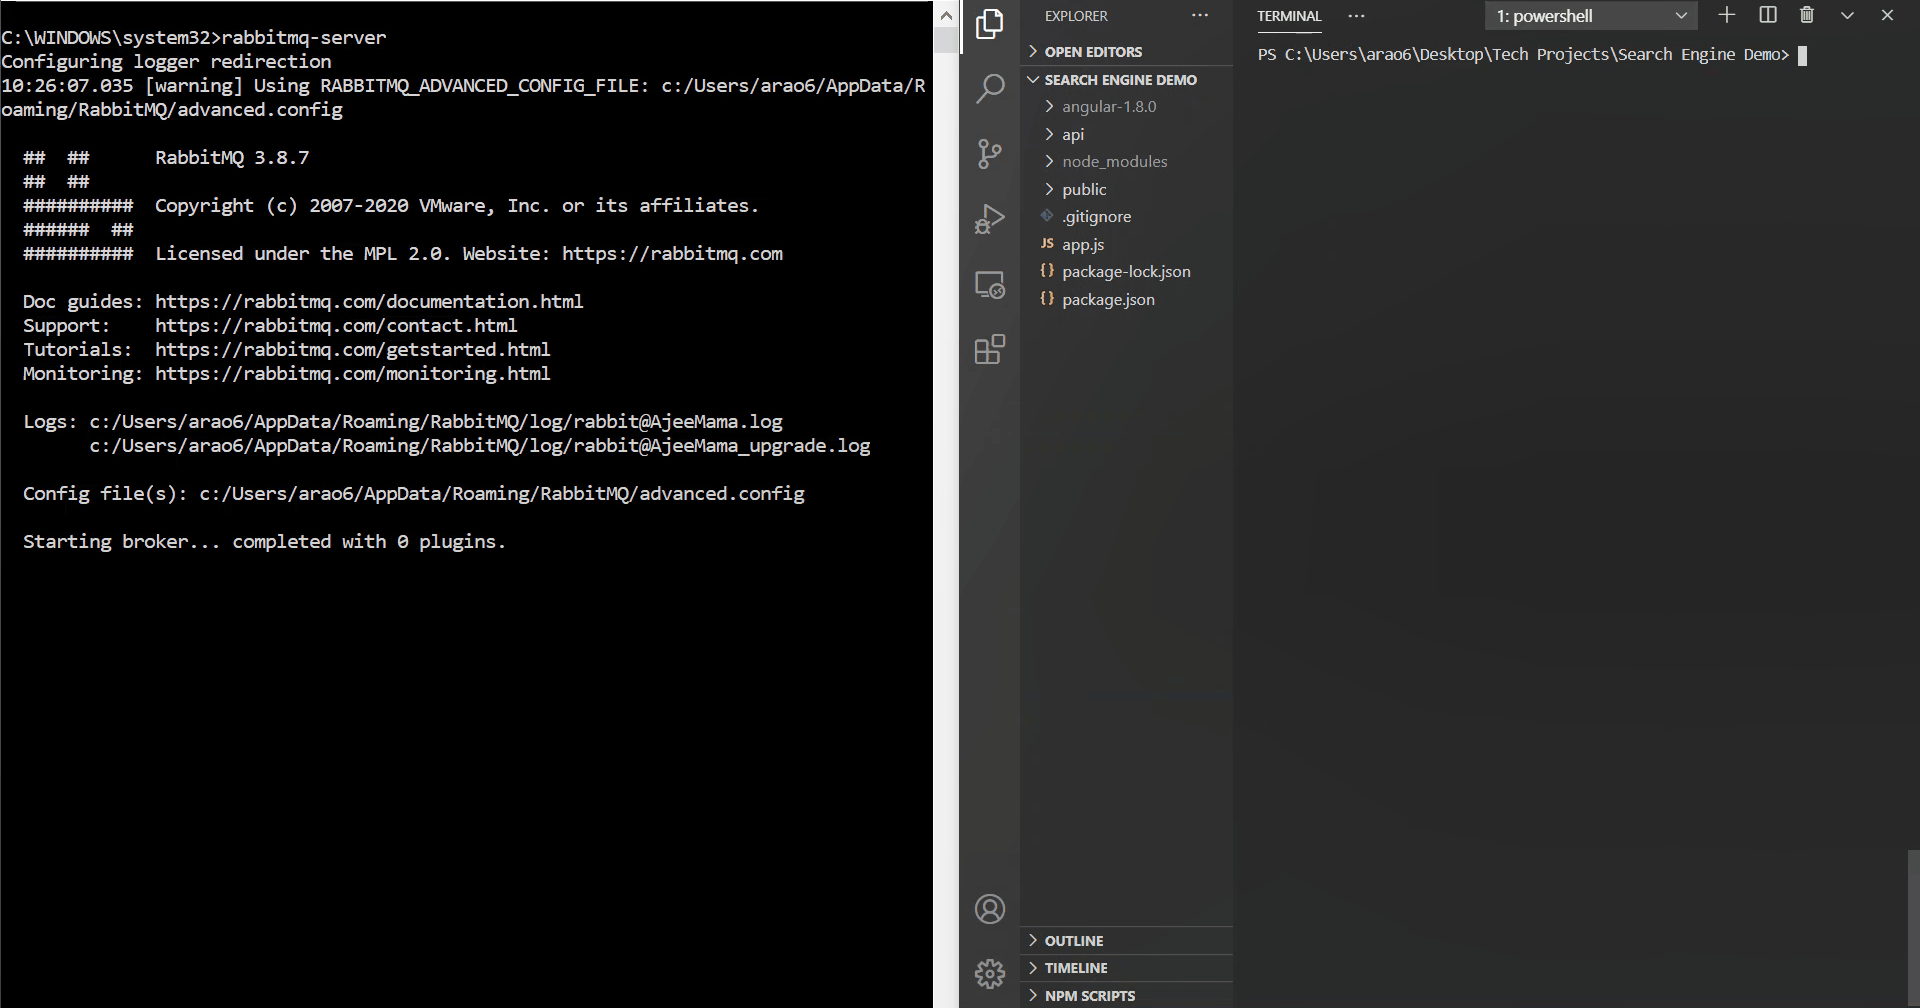 C:\WINDOWS\system32>rabbitmq-server
Configuring logger redirection
10:26:07.035 [warning] Using RABBITMQ_ADVANCED_CONFIG_FILE: c:/Users/arao6/AppData/R
oaming/RabbitMQ/advanced.config
##  ##      RabbitMQ 3.8.7
##  ##
##########  Copyright (c) 2007-2020 VMware, Inc. or its affiliates.
######  ##
##########  Licensed under the MPL 2.0. Website: https://rabbitmq.com
Doc guides: https://rabbitmq.com/documentation.html
Support:    https://rabbitmq.com/contact.html
Tutorials:  https://rabbitmq.com/getstarted.html
Monitoring: https://rabbitmq.com/monitoring.html
Logs: c:/Users/arao6/AppData/Roaming/RabbitMQ/log/rabbit@AjeeMama.log
c:/Users/arao6/AppData/Roaming/RabbitMQ/log/rabbit@AjeeMama_upgrade.log
Config file(s): c:/Users/arao6/AppData/Roaming/RabbitMQ/advanced.config
Starting broker... completed with 0 plugins.
EXPLORER
OPEN EDITORS
SEARCH ENGINE DEMO
angular-1.8.0
api
node_modules
public
.gitignore
JS app.js
{} package-lock.json
{} package.json
OUTLINE
TIMELINE
NPM SCRIPTS
TERMINAL
1: powershell
PS C:\Users\arao6\Desktop\Tech Projects\Search Engine Demo>